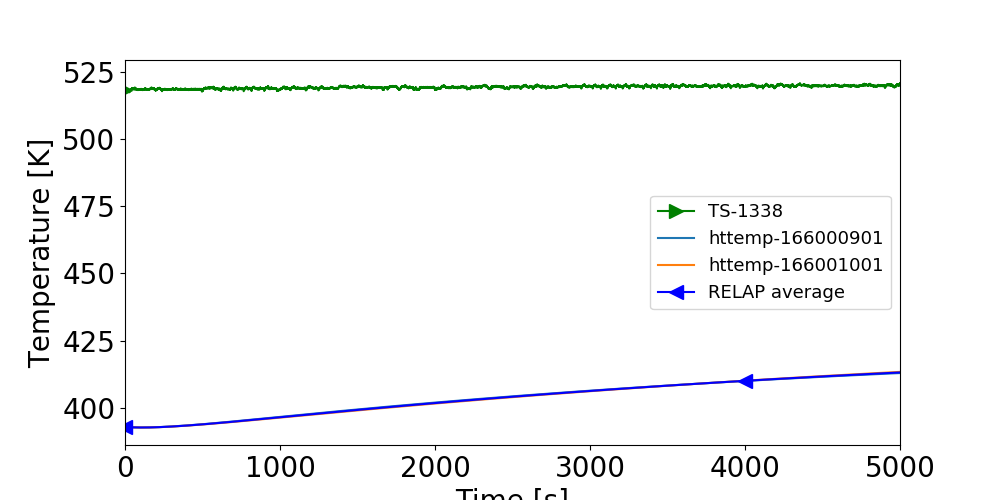 525
500
475
450
425
400
Temperature [K]
TS-1338
httemp-166000901
httemp-166001001
RELAP average
0 1000 2000 3000 4000 5000
Time [s]